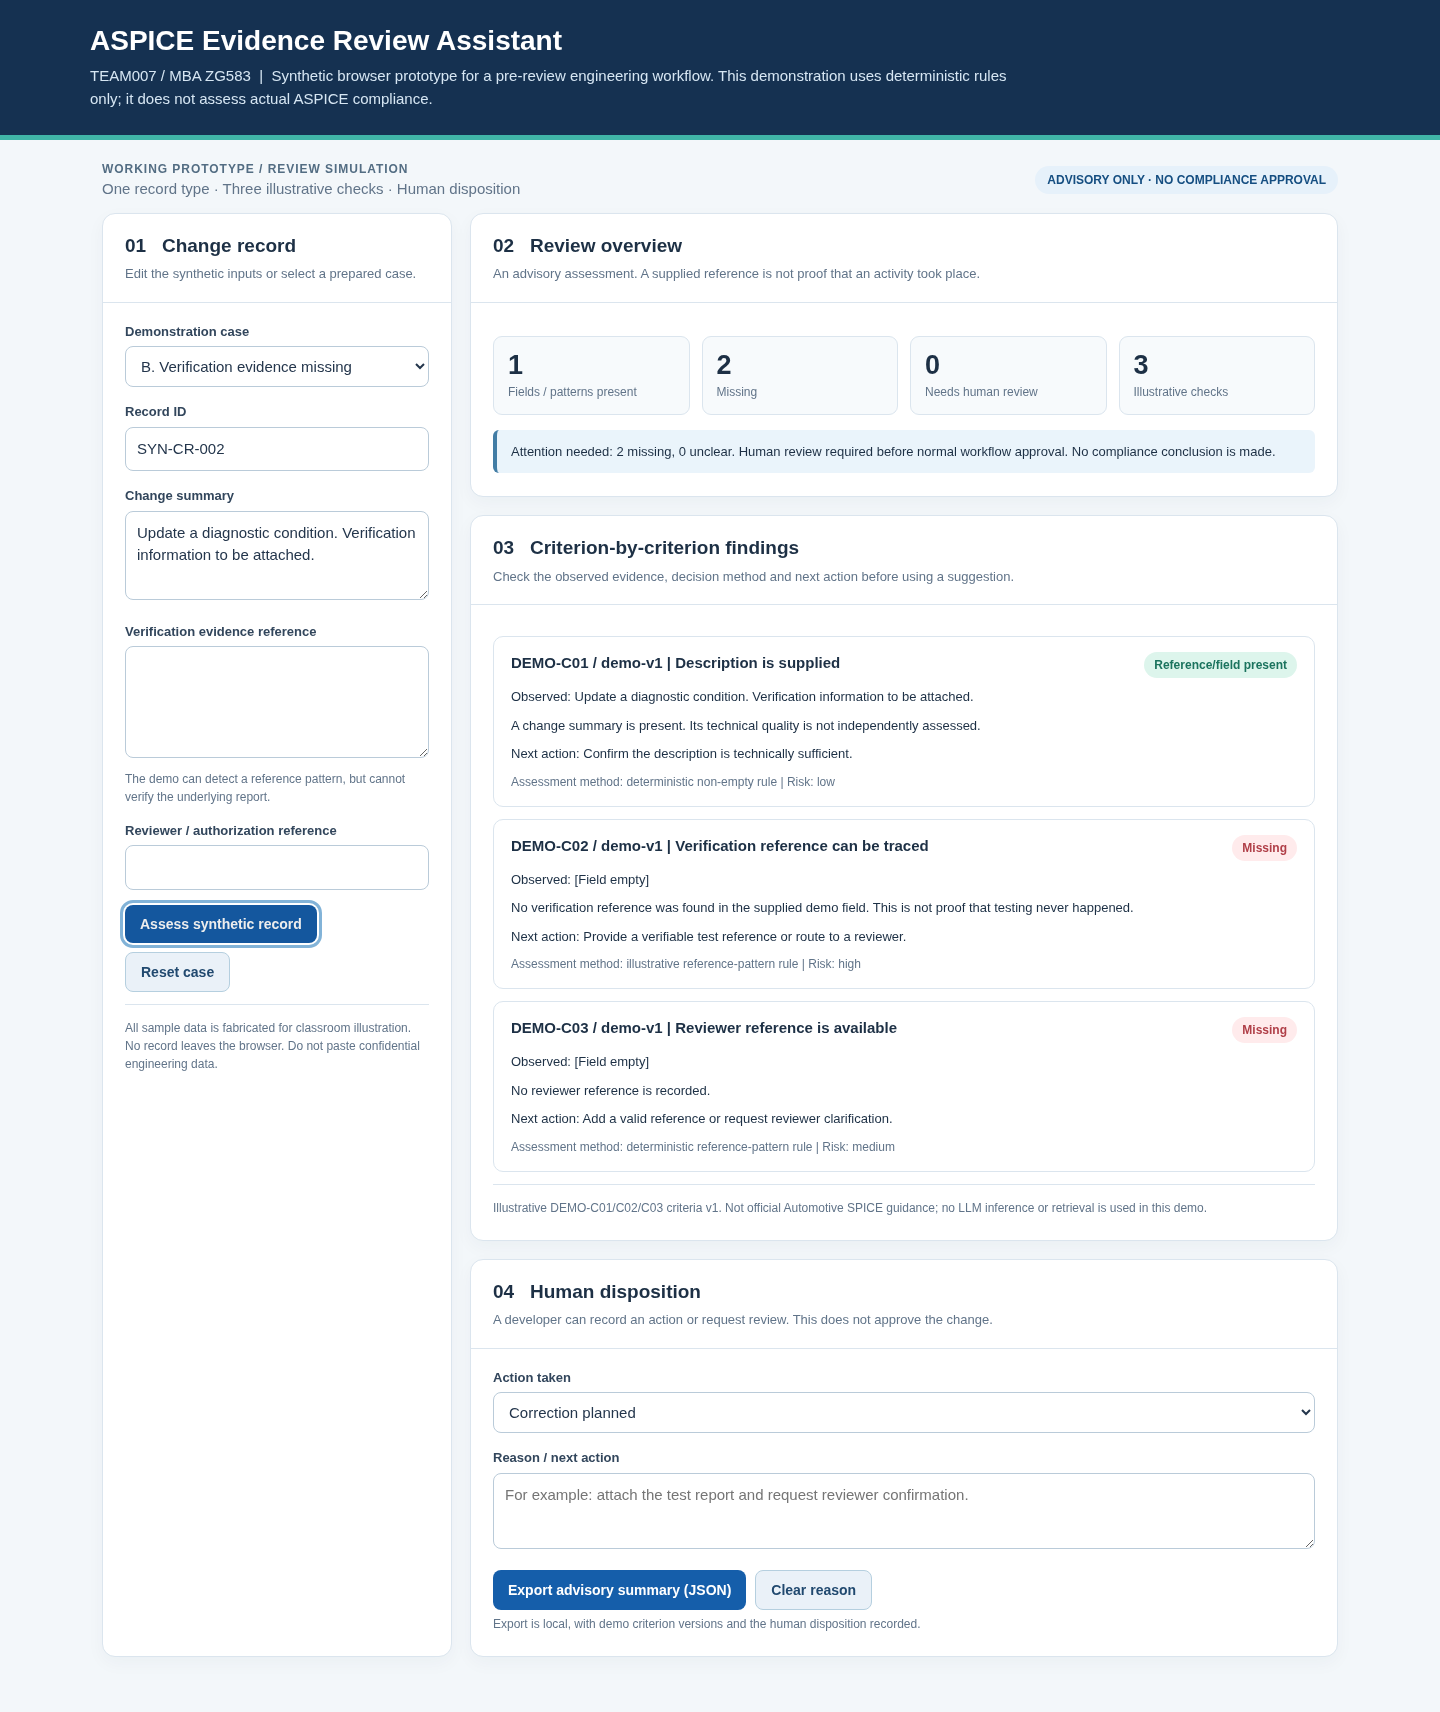 ASPICE Evidence Review Assistant
TEAM007 / MBA ZG583 | Synthetic browser prototype for a pre-review engineering workflow. This demonstration uses deterministic rules
only; it does not assess actual ASPICE compliance.
WORKING PROTOTYPE / REVIEW SIMULATION
One record type · Three illustrative checks · Human disposition
ADVISORY ONLY · NO COMPLIANCE APPROVAL
01 Change record
Edit the synthetic inputs or select a prepared case.
Demonstration case
B. Verification evidence missing
Record ID
SYN-CR-002
Change summary
Update a diagnostic condition. Verification
information to be attached.
Verification evidence reference
The demo can detect a reference pattern, but cannot
verify the underlying report.
Reviewer / authorization reference
Assess synthetic record
Reset case
All sample data is fabricated for classroom illustration.
No record leaves the browser. Do not paste confidential
engineering data.
02 Review overview
An advisory assessment. A supplied reference is not proof that an activity took place.
1
Fields / patterns present
2
Missing
0
Needs human review
3
Illustrative checks
Attention needed: 2 missing, 0 unclear. Human review required before normal workflow approval. No compliance conclusion is made.
03 Criterion-by-criterion findings
Check the observed evidence, decision method and next action before using a suggestion.
DEMO-C01 / demo-v1 | Description is supplied
Reference/field present
Observed: Update a diagnostic condition. Verification information to be attached.
A change summary is present. Its technical quality is not independently assessed.
Next action: Confirm the description is technically sufficient.
Assessment method: deterministic non-empty rule | Risk: low
DEMO-C02 / demo-v1 | Verification reference can be traced
Missing
Observed: [Field empty]
No verification reference was found in the supplied demo field. This is not proof that testing never happened.
Next action: Provide a verifiable test reference or route to a reviewer.
Assessment method: illustrative reference-pattern rule | Risk: high
DEMO-C03 / demo-v1 | Reviewer reference is available
Missing
Observed: [Field empty]
No reviewer reference is recorded.
Next action: Add a valid reference or request reviewer clarification.
Assessment method: deterministic reference-pattern rule | Risk: medium
Illustrative DEMO-C01/C02/C03 criteria v1. Not official Automotive SPICE guidance; no LLM inference or retrieval is used in this demo.
04 Human disposition
A developer can record an action or request review. This does not approve the change.
Action taken
Correction planned
Reason / next action
For example: attach the test report and request reviewer confirmation.
Export advisory summary (JSON)
Clear reason
Export is local, with demo criterion versions and the human disposition recorded.